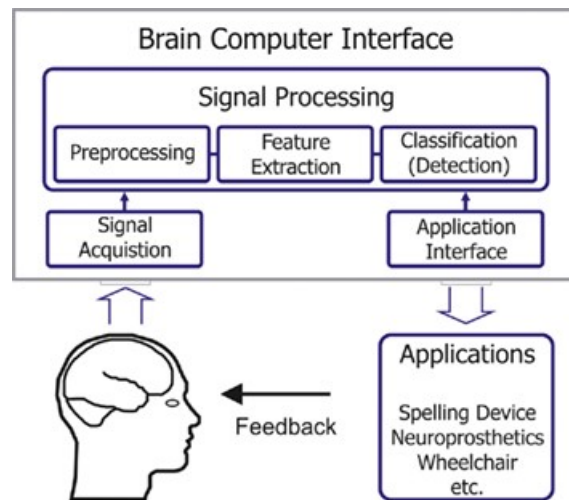 Brain Computer Interface
Signal Processing
Preprocessing
Feature
Extraction
Classification
(Detection)
Signal
Acquistion
Application
Interface
Applications
Spelling Device
Neuroprosthetics
Wheelchair
etc.
Feedback